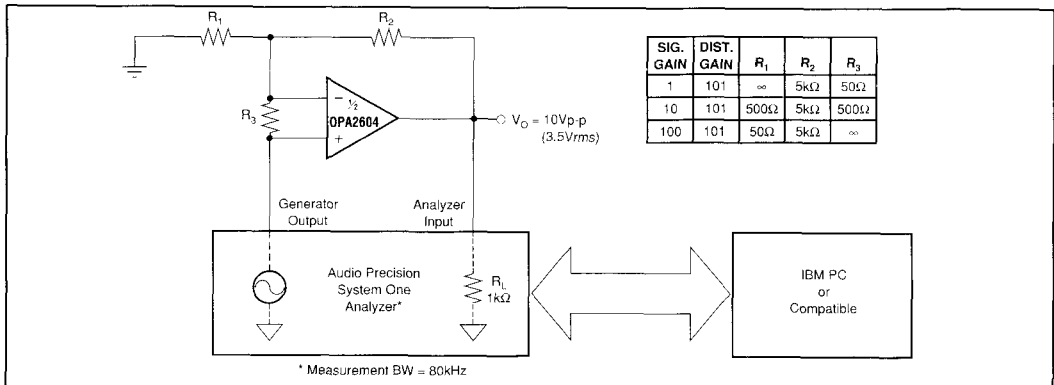 R1
R2
R3
−
½
OPA2604
+
VO = 10Vp-p
(3.5Vrms)
SIG. GAIN DIST. GAIN R1 R2 R3
1 101 ∞ 5kΩ 50Ω
10 101 500Ω 5kΩ 500Ω
100 101 50Ω 5kΩ ∞
Generator
Output
Analyzer
Input
Audio Precision
System One
Analyzer*
RL
1kΩ
IBM PC
or
Compatible
* Measurement BW = 80kHz